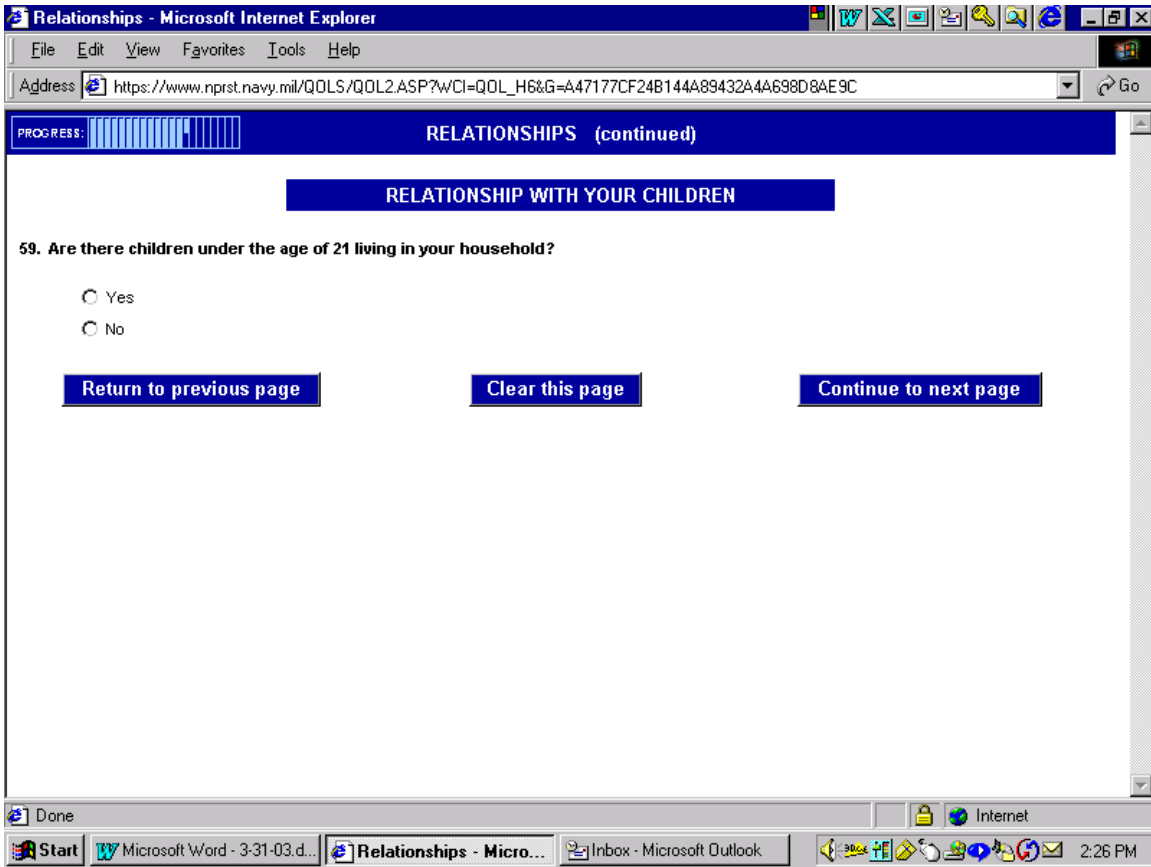 Relationships - Microsoft Internet Explorer
File Edit View Favorites Tools Help
Address https://www.nprst.navy.mil/QOLS/QOL2.ASP?WCI=QOL_H6&G=A47177CF24B144A89432A4A698D8AE9C Go
PROGRESS: RELATIONSHIPS (continued)
RELATIONSHIP WITH YOUR CHILDREN
59. Are there children under the age of 21 living in your household?
Yes
No
Return to previous page Clear this page Continue to next page
Done Internet
Start Microsoft Word - 3-31-03.d... Relationships - Micro... Inbox - Microsoft Outlook 2:26 PM